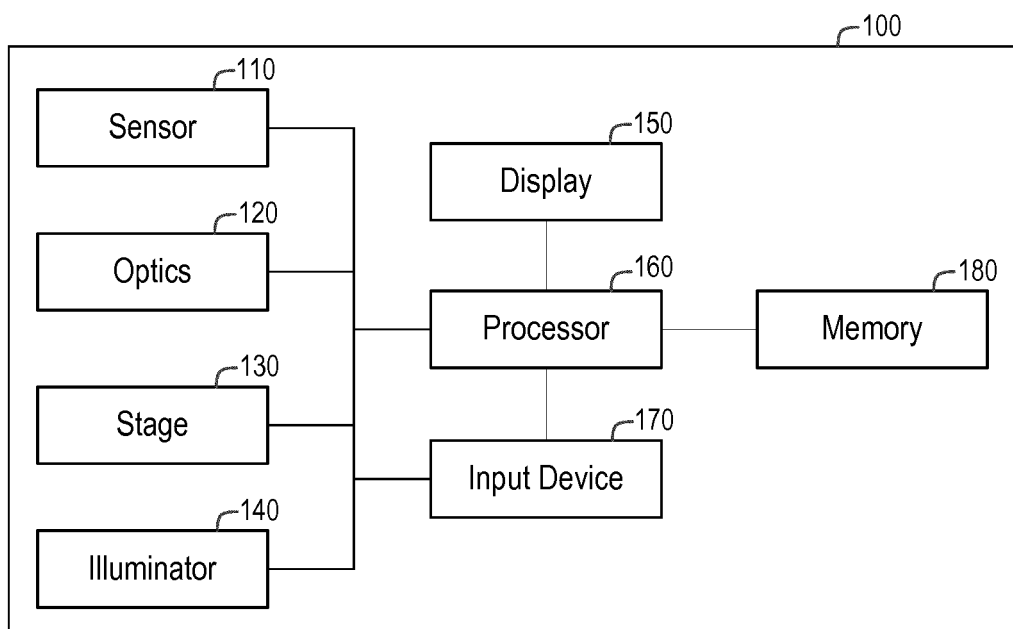 100
110
Sensor
120
Optics
130
Stage
140
Illuminator
150
Display
160
Processor
170
Input Device
180
Memory